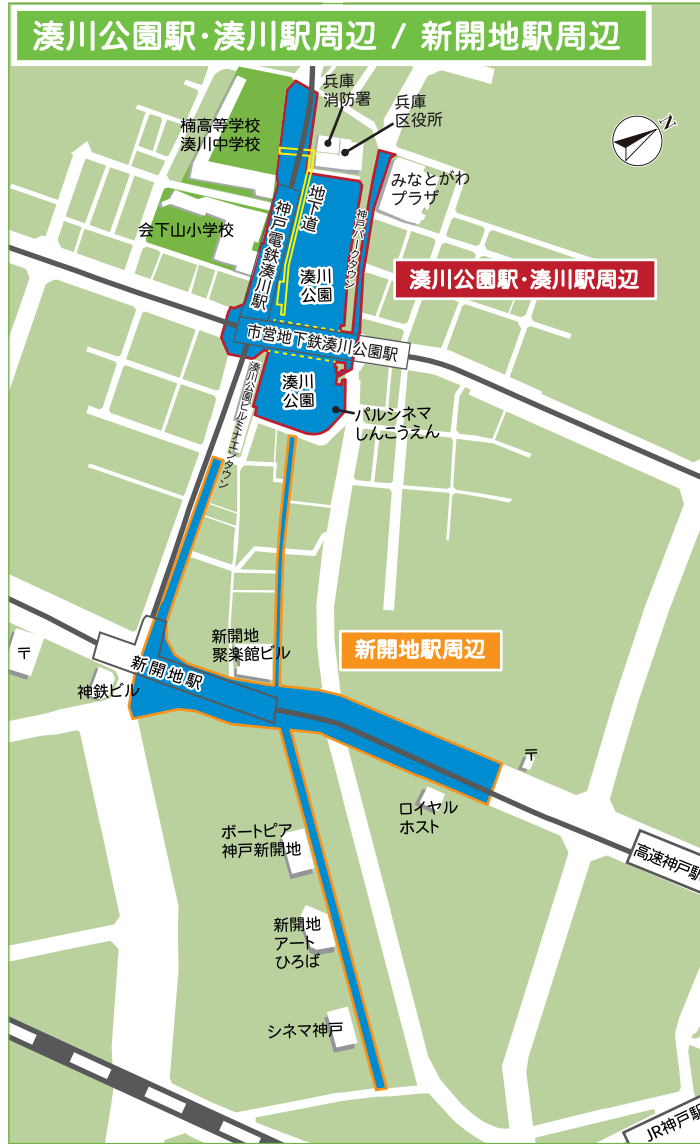 湊川公園駅・湊川駅周辺 / 新開地駅周辺
兵庫
消防署
兵庫
区役所
N
楠高等学校
湊川中学校
みなとがわ
プラザ
地下道
神戸パークタウン
会下山小学校
神戸電鉄湊川駅
湊川
公園
湊川公園駅・湊川駅周辺
市営地下鉄湊川公園駅
湊川
公園
湊川公園ビルミナエンタウン
パルシネマ
しんこうえん
新開地
聚楽館ビル
新開地駅周辺
〒
新開地駅
神鉄ビル
〒
ロイヤル
ホスト
ボートピア
神戸新開地
高速神戸駅
新開地
アート
ひろば
シネマ神戸
JR神戸駅